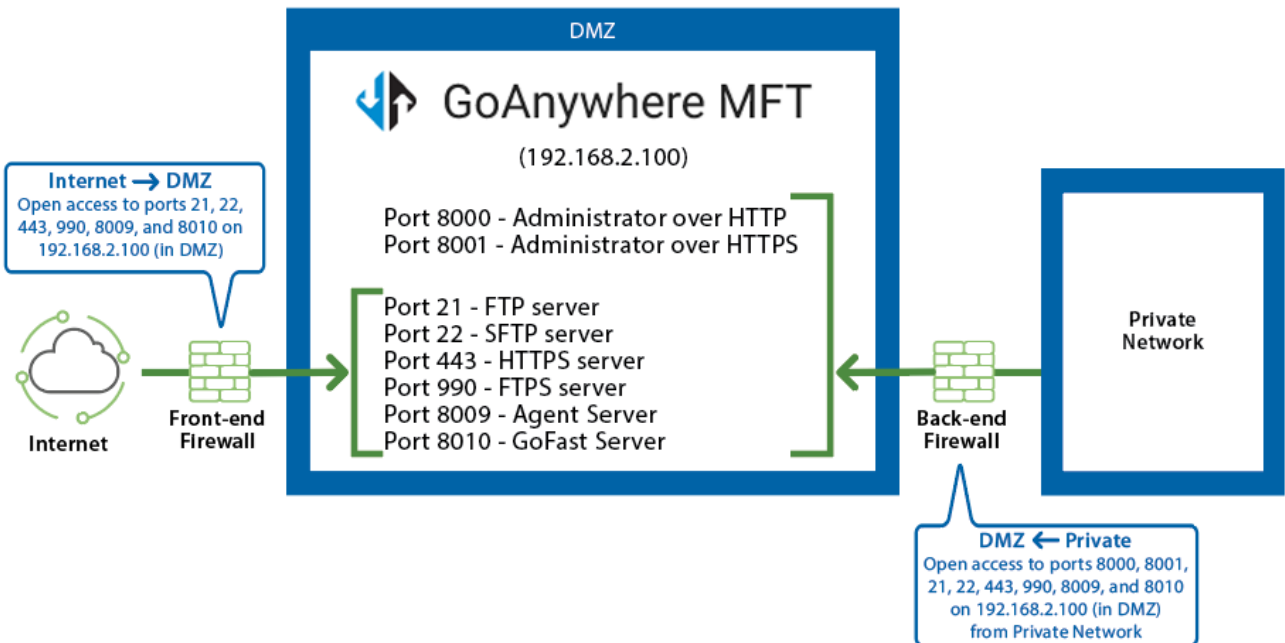 DMZ
GoAnywhere MFT
(192.168.2.100)
Internet → DMZ
Open access to ports 21, 22,
443, 990, 8009, and 8010 on
192.168.2.100 (in DMZ)
Port 8000 - Administrator over HTTP
Port 8001 - Administrator over HTTPS
Port 21 - FTP server
Port 22 - SFTP server
Port 443 - HTTPS server
Port 990 - FTPS server
Port 8009 - Agent Server
Port 8010 - GoFast Server
Internet
Front-end
Firewall
Back-end
Firewall
Private
Network
DMZ ← Private
Open access to ports 8000, 8001,
21, 22, 443, 990, 8009, and 8010
on 192.168.2.100 (in DMZ)
from Private Network